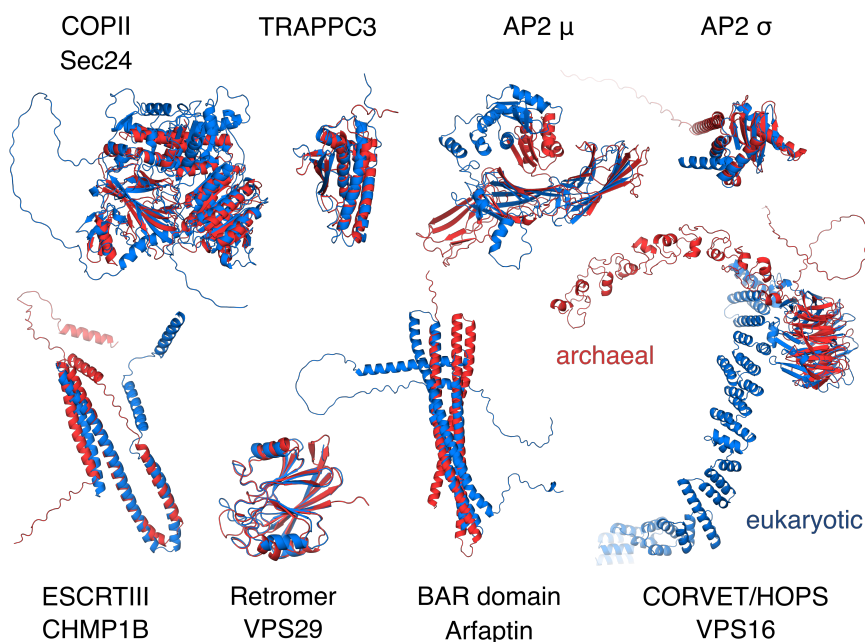 COPII
Sec24
TRAPPC3
AP2 μ
AP2 σ
archaeal
eukaryotic
ESCRTIII
CHMP1B
Retromer
VPS29
BAR domain
Arfaptin
CORVET/HOPS
VPS16